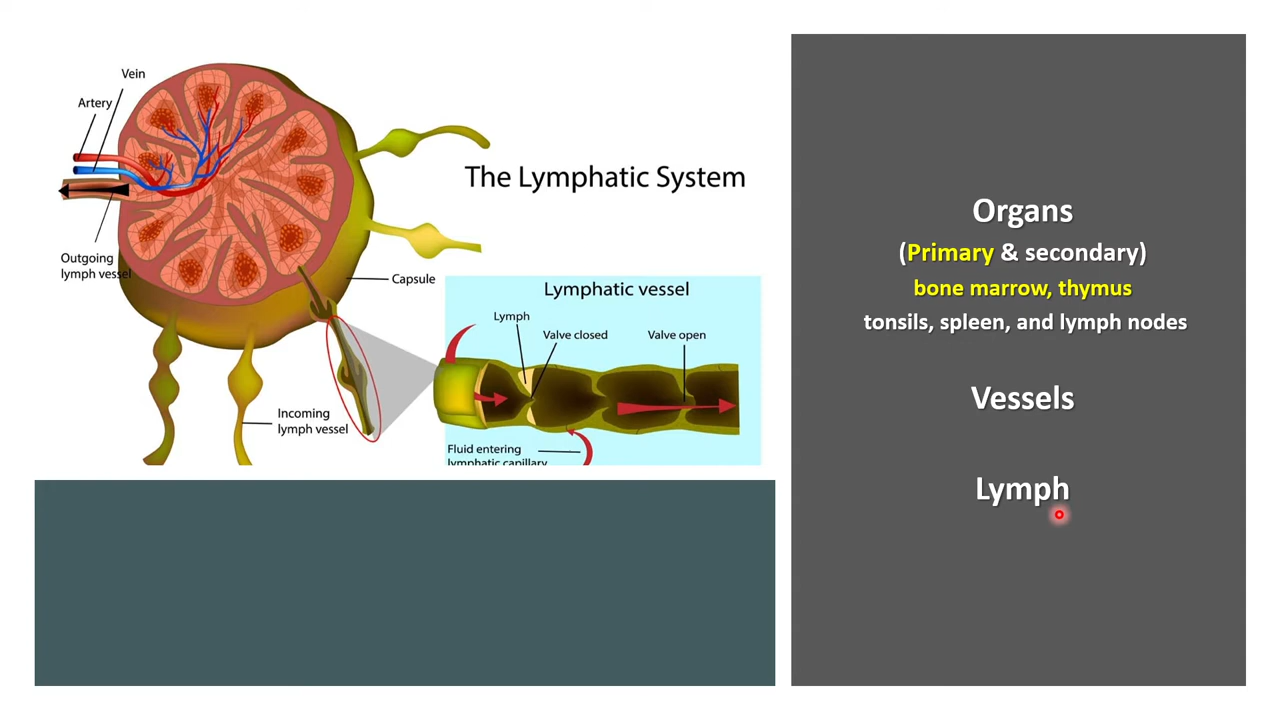 Vein
Artery
The Lymphatic System
Outgoing
lymph vessel
Capsule
Lymphatic vessel
Lymph
Valve closed
Valve open
Incoming
lymph vessel
Fluid entering
lymphatic capillary
Organs
(Primary & secondary)
bone marrow, thymus
tonsils, spleen, and lymph nodes
Vessels
Lymph